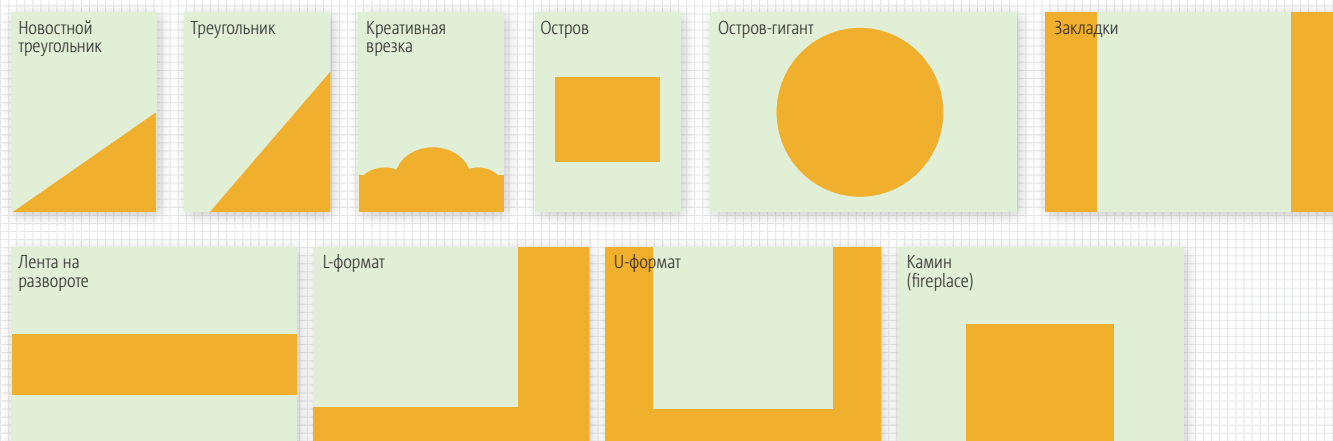 Новостной
треугольник
Треугольник
Креативная
врезка
Остров
Остров-гигант
Закладки
Лента на
развороте
L-формат
U-формат
Камин
(fireplace)